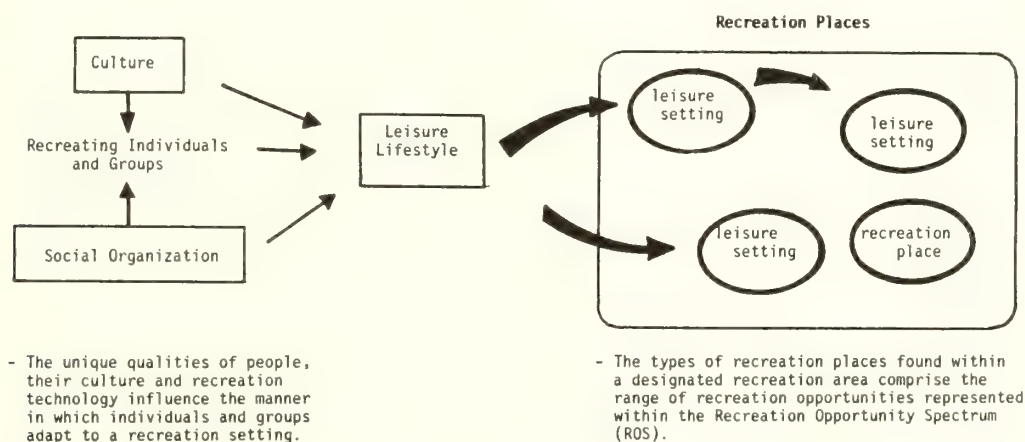 Recreation Places
Culture
Recreating Individuals
and Groups
Social Organization
Leisure
Lifestyle
leisure
setting
leisure
setting
leisure
setting
recreation
place
- The unique qualities of people,
their culture and recreation
technology influence the manner
in which individuals and groups
adapt to a recreation setting.
- The types of recreation places found within
a designated recreation area comprise the
range of recreation opportunities represented
within the Recreation Opportunity Spectrum
(ROS).